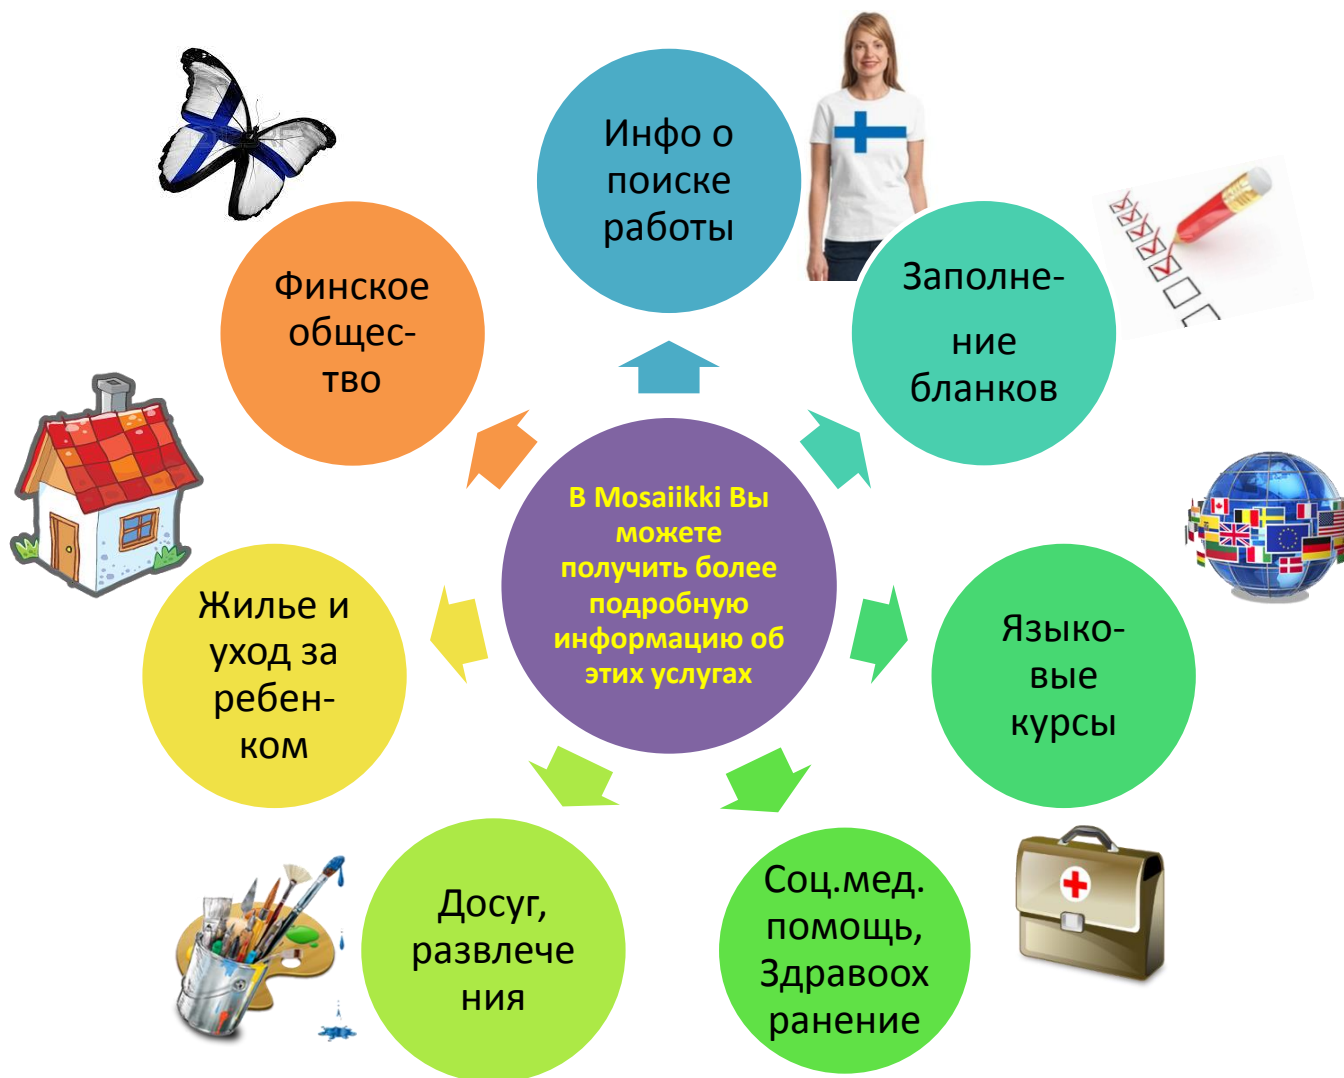 Инфо о
поиске
работы
Заполне-
ние
бланков
Языко-
вые
курсы
Соц.мед.
помощь,
Здравоох
ранение
Досуг,
развлече
ния
Жилье и
уход за
ребен-
ком
Финское
общес-
тво
В Mosaiikki Вы
можете
получить более
подробную
информацию об
этих услугах